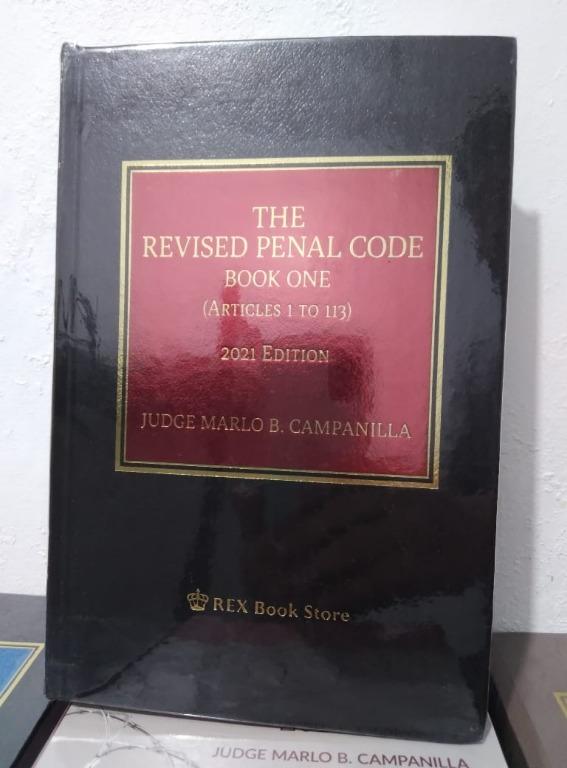 THE
REVISED PENAL CODE
BOOK ONE
(ARTICLES 1 TO 113)
2021 EDITION
JUDGE MARLO B. CAMPANILLA
REX Book Store
JUDGE MARLO B. CAMPANILLA